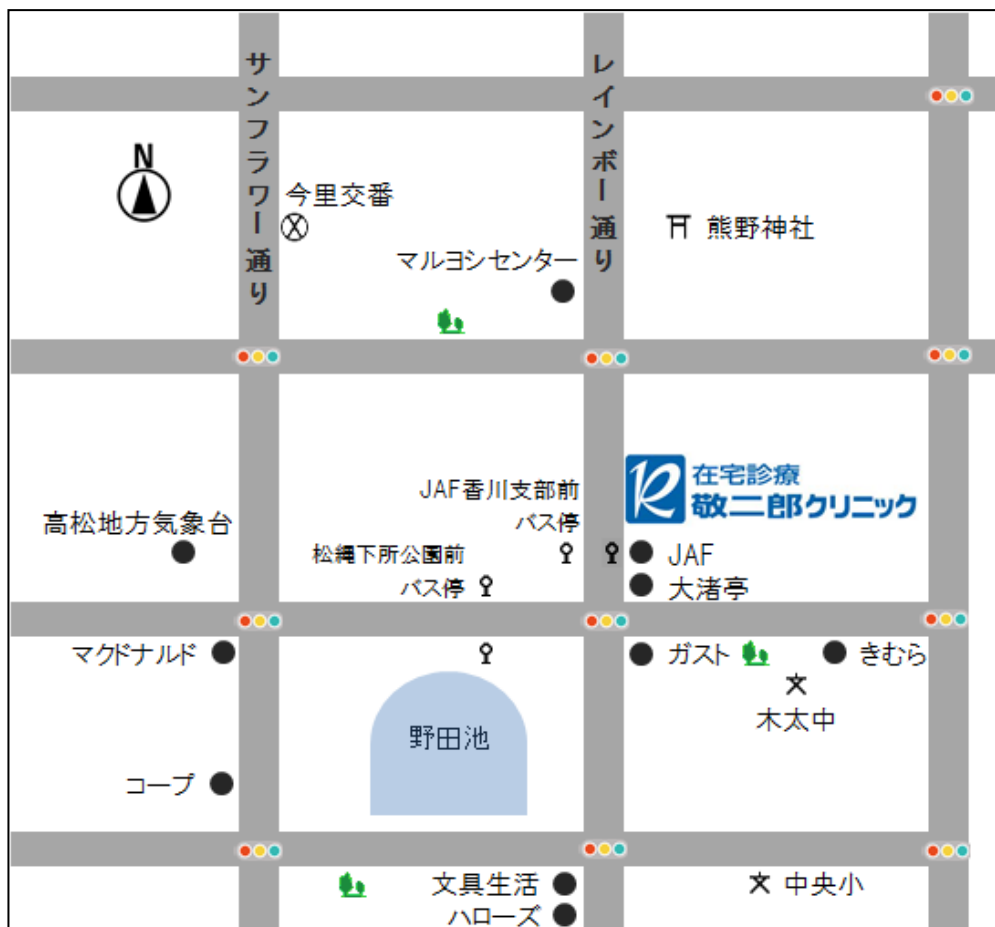 サンフラワー通り
レインボー通り
N
今里交番
熊野神社
マルヨシセンター
在宅診療
敬二郎クリニック
JAF香川支部前
バス停
高松地方気象台
松縄下所公園前
バス停
JAF
大渚亭
マクドナルド
ガスト
きむら
木太中
野田池
コープ
文具生活
中央小
ハローズ